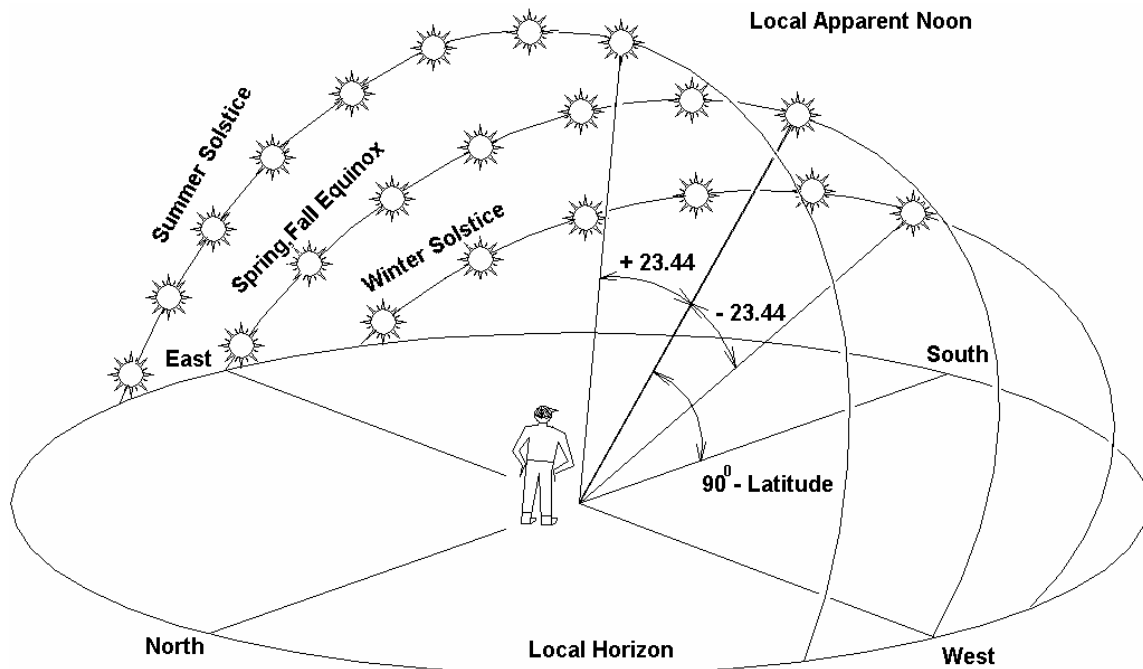 Local Apparent Noon
Summer Solstice
Spring,Fall Equinox
Winter Solstice
+ 23.44
- 23.44
East
South
90⁰ - Latitude
North
Local Horizon
West